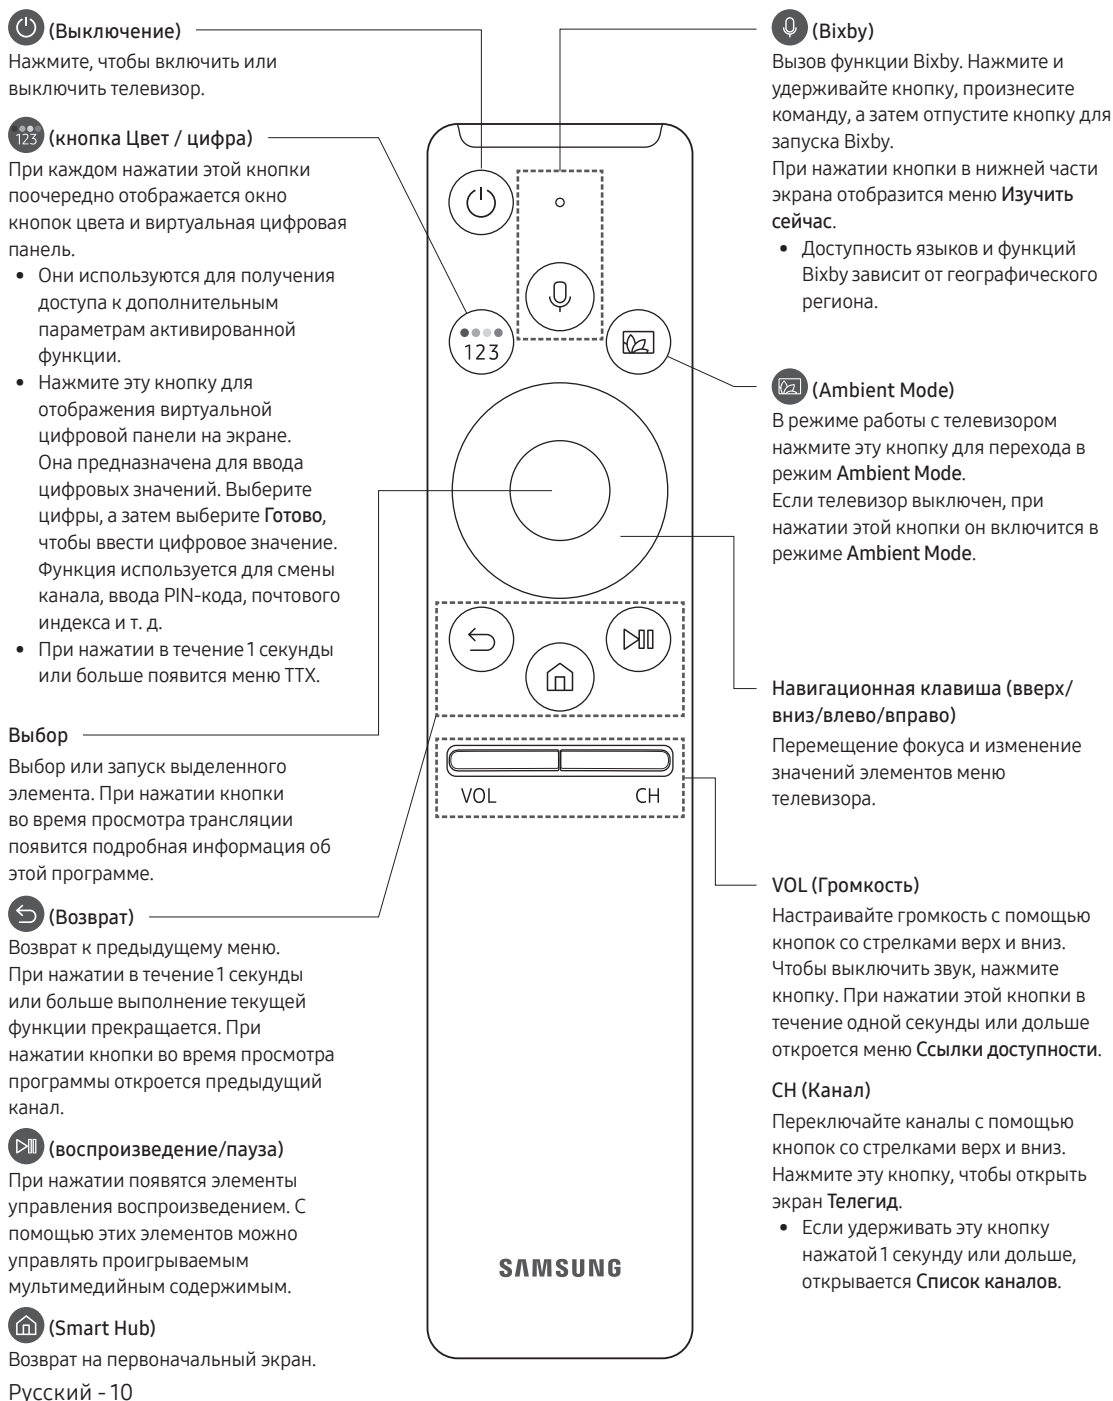 (Выключение)
Нажмите, чтобы включить или
выключить телевизор.
123 (кнопка Цвет / цифра)
При каждом нажатии этой кнопки
поочередно отображается окно
кнопок цвета и виртуальная цифровая
панель.
• Они используются для получения
доступа к дополнительным
параметрам активированной
функции.
• Нажмите эту кнопку для
отображения виртуальной
цифровой панели на экране.
Она предназначена для ввода
цифровых значений. Выберите
цифры, а затем выберите Готово,
чтобы ввести цифровое значение.
Функция используется для смены
канала, ввода PIN-кода, почтового
индекса и т. д.
• При нажатии в течение 1 секунды
или больше появится меню TTX.
Выбор
Выбор или запуск выделенного
элемента. При нажатии кнопки
во время просмотра трансляции
появится подробная информация об
этой программе.
(Возврат)
Возврат к предыдущему меню.
При нажатии в течение 1 секунды
или больше выполнение текущей
функции прекращается. При
нажатии кнопки во время просмотра
программы откроется предыдущий
канал.
(воспроизведение/пауза)
При нажатии появятся элементы
управления воспроизведением. С
помощью этих элементов можно
управлять проигрываемым
мультимедийным содержимым.
(Smart Hub)
Возврат на первоначальный экран.
123
VOL CH
SAMSUNG
(Bixby)
Вызов функции Bixby. Нажмите и
удерживайте кнопку, произнесите
команду, а затем отпустите кнопку для
запуска Bixby.
При нажатии кнопки в нижней части
экрана отобразится меню Изучить
сейчас.
• Доступность языков и функций
Bixby зависит от географического
региона.
(Ambient Mode)
В режиме работы с телевизором
нажмите эту кнопку для перехода в
режим Ambient Mode.
Если телевизор выключен, при
нажатии этой кнопки он включится в
режиме Ambient Mode.
Навигационная клавиша (вверх/
вниз/влево/вправо)
Перемещение фокуса и изменение
значений элементов меню
телевизора.
VOL (Громкость)
Настраивайте громкость с помощью
кнопок со стрелками верх и вниз.
Чтобы выключить звук, нажмите
кнопку. При нажатии этой кнопки в
течение одной секунды или дольше
откроется меню Ссылки доступности.
CH (Канал)
Переключайте каналы с помощью
кнопок со стрелками верх и вниз.
Нажмите эту кнопку, чтобы открыть
экран Телегид.
• Если удерживать эту кнопку
нажатой 1 секунду или дольше,
открывается Список каналов.
Русский - 10